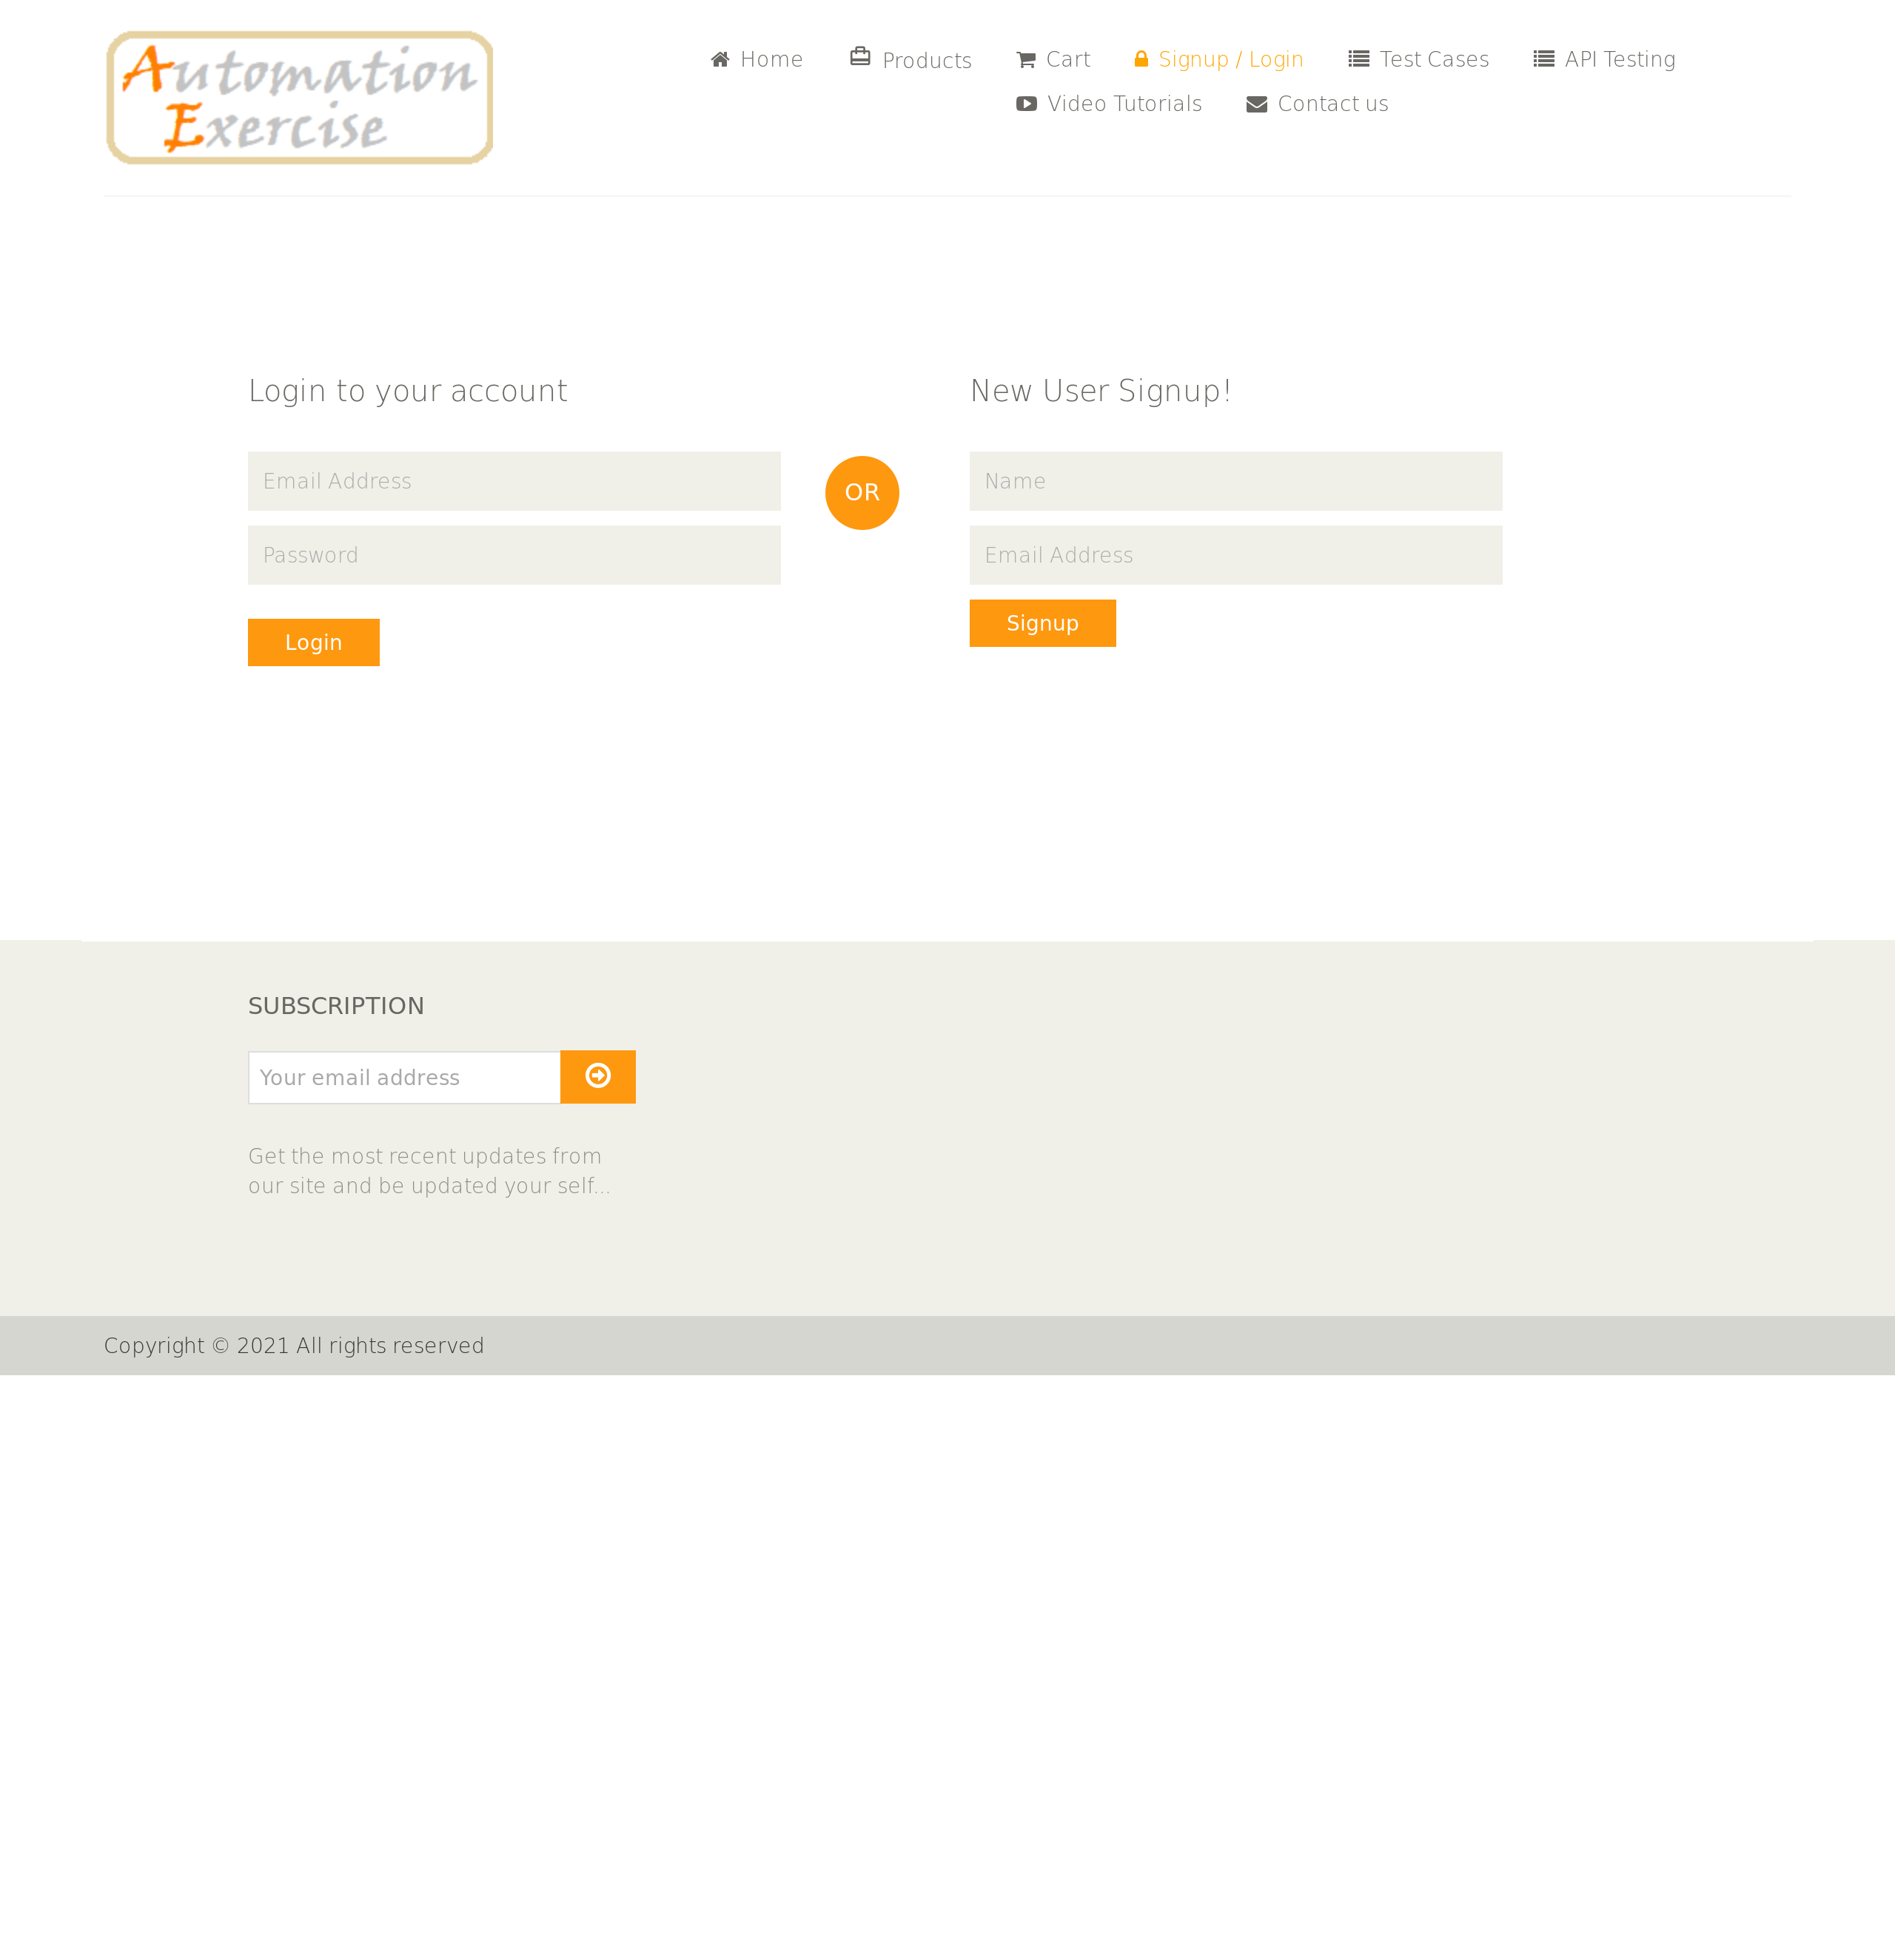 Automation
Exercise
Home Products Cart Signup / Login Test Cases API Testing
Video Tutorials Contact us
Login to your account
Email Address
Password
Login
OR
New User Signup!
Name
Email Address
Signup
SUBSCRIPTION
Your email address
Get the most recent updates from
our site and be updated your self...
Copyright © 2021 All rights reserved